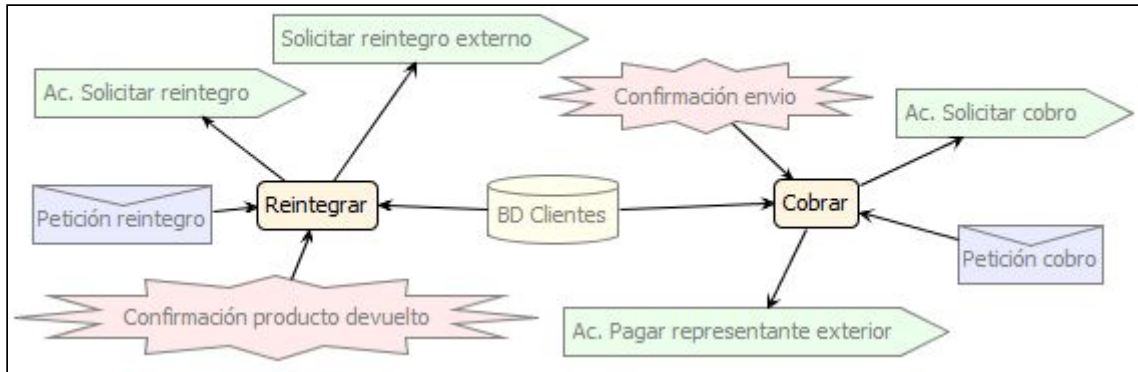 Solicitar reintegro externo
Ac. Solicitar reintegro
Confirmación envio
Ac. Solicitar cobro
Petición reintegro
Reintegrar
BD Clientes
Cobrar
Petición cobro
Confirmación producto devuelto
Ac. Pagar representante exterior